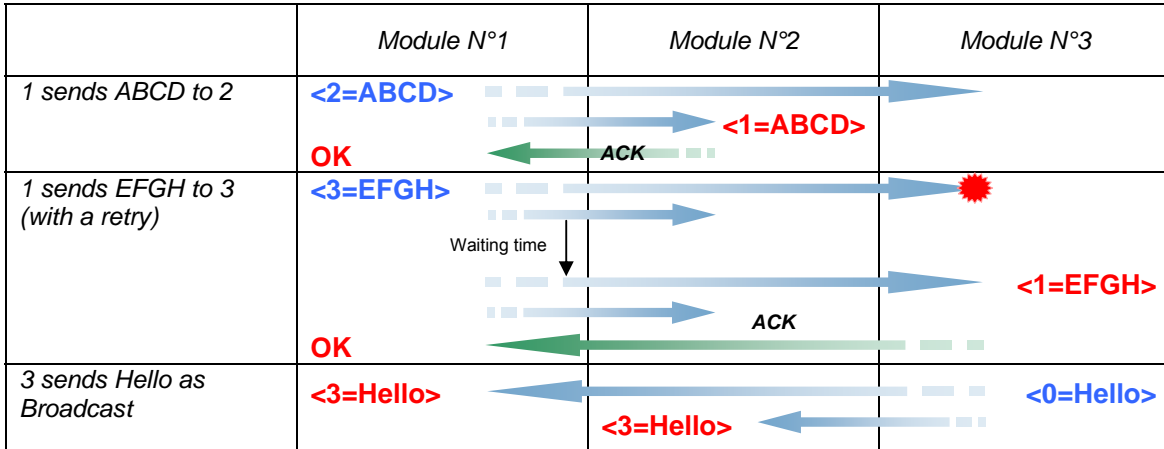 Module N°1
Module N°2
Module N°3
1 sends ABCD to 2
<2=ABCD>
<1=ABCD>
OK
ACK
1 sends EFGH to 3
(with a retry)
<3=EFGH>
Waiting time
<1=EFGH>
ACK
OK
3 sends Hello as
Broadcast
<3=Hello>
<0=Hello>
<3=Hello>